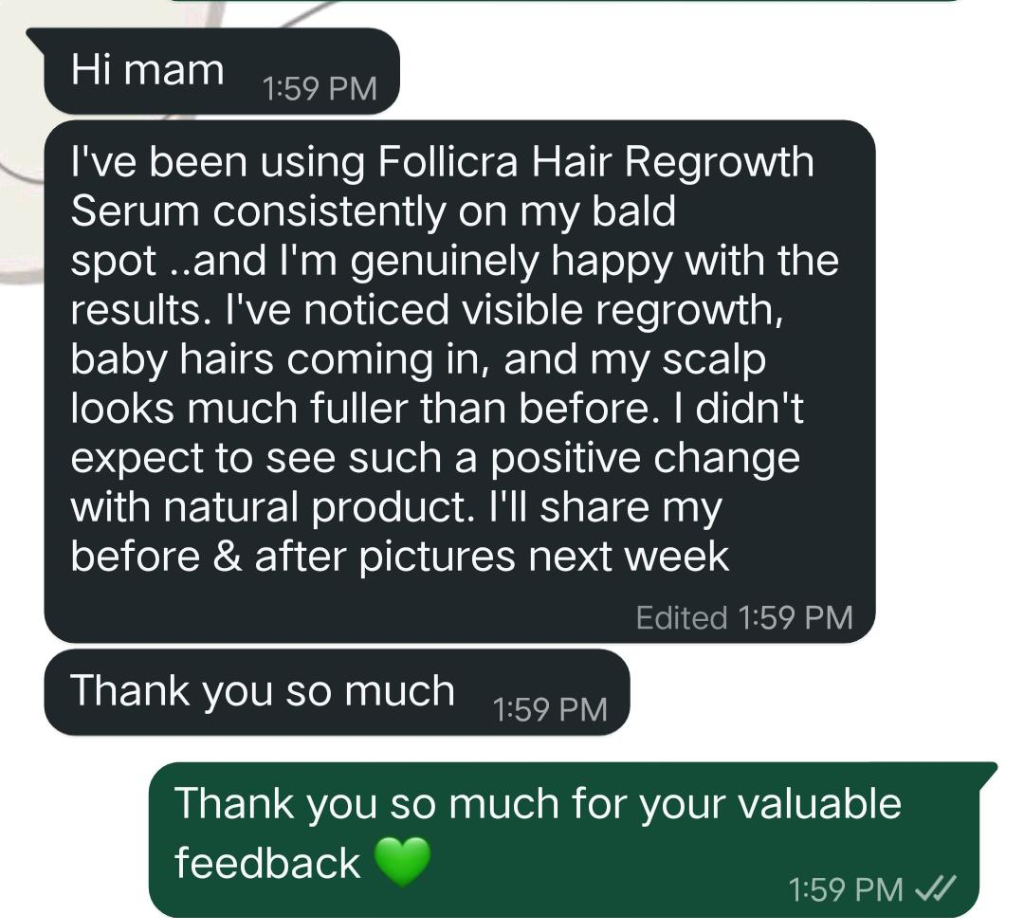 Hi mam
1:59 PM
I've been using Follicra Hair Regrowth
Serum consistently on my bald
spot ..and I'm genuinely happy with the
results. I've noticed visible regrowth,
baby hairs coming in, and my scalp
looks much fuller than before. I didn't
expect to see such a positive change
with natural product. I'll share my
before & after pictures next week
Edited 1:59 PM
Thank you so much
1:59 PM
Thank you so much for your valuable
feedback 💚
1:59 PM